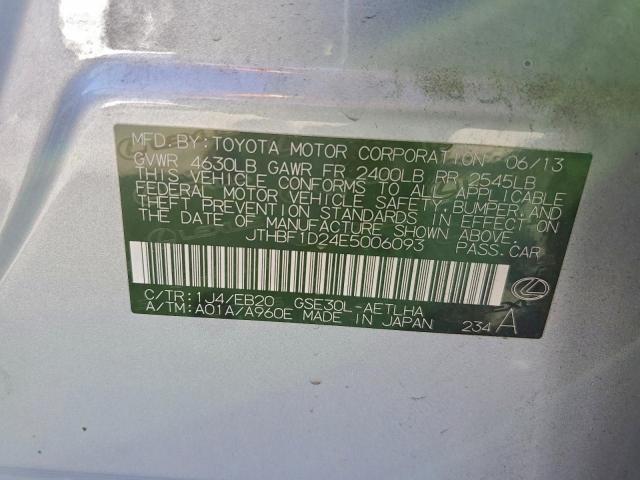 MFD. BY: TOYOTA MOTOR CORPORATION 06/13
GVWR 4630LB GAWR FR 2400LB RR 2545LB
THIS VEHICLE CONFORMS TO ALL APPLICABLE
FEDERAL MOTOR VEHICLE SAFETY, BUMPER, AND
THEFT PREVENTION STANDARDS IN EFFECT ON
THE DATE OF MANUFACTURE SHOWN ABOVE.
JTHBF1D24E5006093 PASS.CAR
C/TR: 1J4/EB20 GSE30L-AETLHA
A/TM: A01A/A960E MADE IN JAPAN 234 A